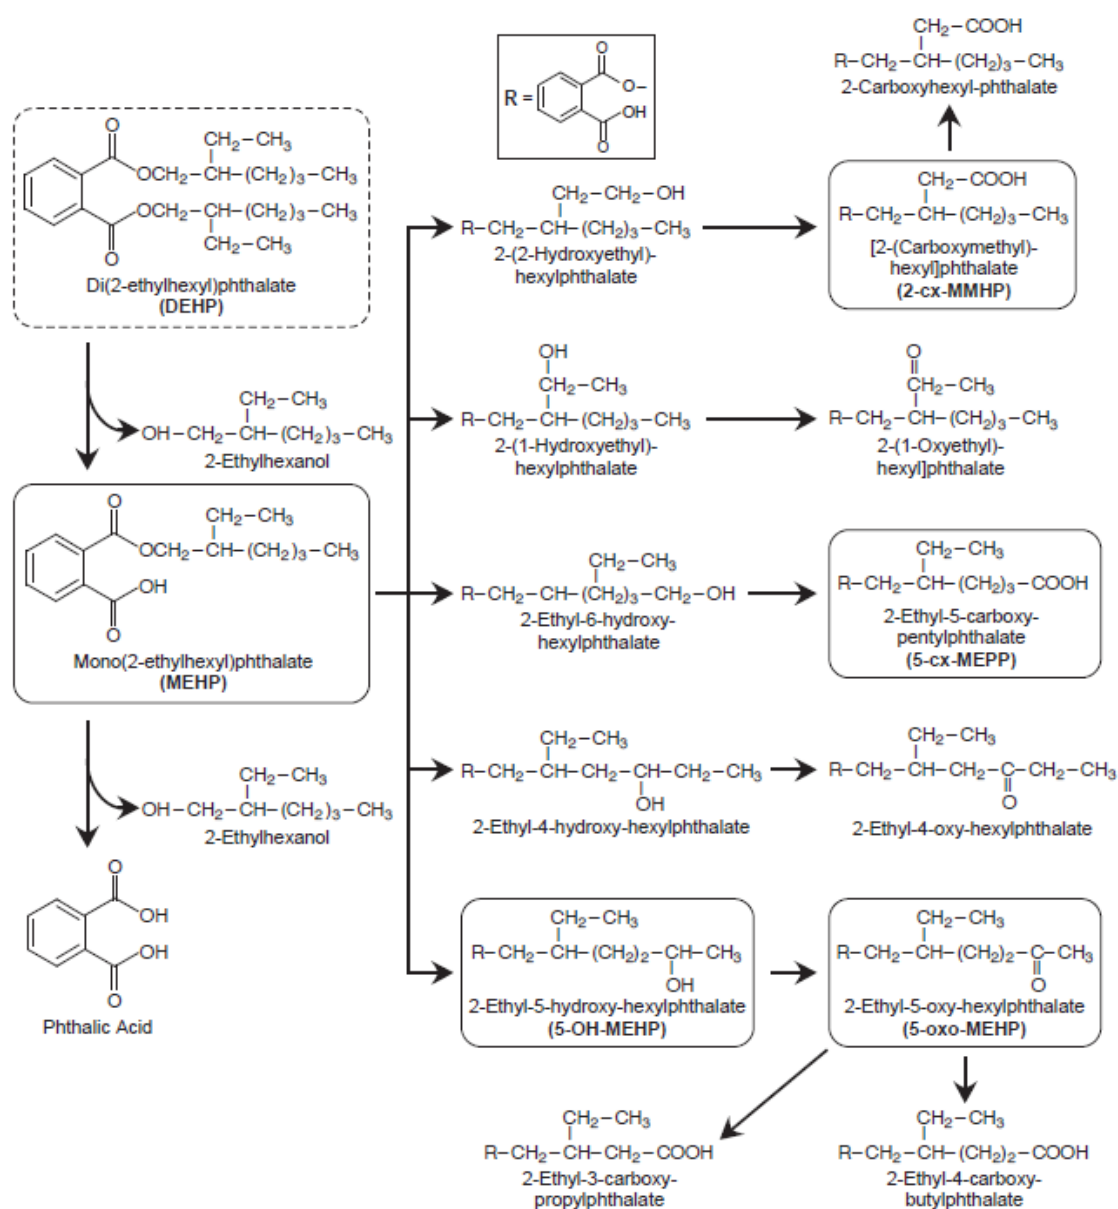 CH₂–COOH
R–CH₂–CH–(CH₂)₃–CH₃
2-Carboxyhexyl-phthalate
R =
O
O–
OH
O
O
CH₂–CH₃
OCH₂–CH–(CH₂)₃–CH₃
OCH₂–CH–(CH₂)₃–CH₃
CH₂–CH₃
O
Di(2-ethylhexyl)phthalate
(DEHP)
CH₂–CH₂–OH
R–CH₂–CH–(CH₂)₃–CH₃
2-(2-Hydroxyethyl)-
hexylphthalate
CH₂–COOH
R–CH₂–CH–(CH₂)₃–CH₃
[2-(Carboxymethyl)-
hexyl]phthalate
(2-cx-MMHP)
CH₂–CH₃
OH–CH₂–CH–(CH₂)₃–CH₃
2-Ethylhexanol
OH
CH₂–CH₃
R–CH₂–CH–(CH₂)₃–CH₃
2-(1-Hydroxyethyl)-
hexylphthalate
O
CH₂–CH₃
R–CH₂–CH–(CH₂)₃–CH₃
2-(1-Oxyethyl)-
hexyl]phthalate
O
CH₂–CH₃
OCH₂–CH–(CH₂)₃–CH₃
OH
O
Mono(2-ethylhexyl)phthalate
(MEHP)
CH₂–CH₃
R–CH₂–CH–(CH₂)₃–CH₂–OH
2-Ethyl-6-hydroxy-
hexylphthalate
CH₂–CH₃
R–CH₂–CH–(CH₂)₃–COOH
2-Ethyl-5-carboxy-
pentylphthalate
(5-cx-MEPP)
CH₂–CH₃
OH–CH₂–CH–(CH₂)₃–CH₃
2-Ethylhexanol
CH₂–CH₃
R–CH₂–CH–CH₂–CH–CH₂–CH₃
OH
2-Ethyl-4-hydroxy-hexylphthalate
CH₂–CH₃
R–CH₂–CH–CH₂–C–CH₂–CH₃
O
2-Ethyl-4-oxy-hexylphthalate
O
OH
OH
O
Phthalic Acid
CH₂–CH₃
R–CH₂–CH–(CH₂)₂–CH–CH₃
OH
2-Ethyl-5-hydroxy-hexylphthalate
(5-OH-MEHP)
CH₂–CH₃
R–CH₂–CH–(CH₂)₂–C–CH₃
O
2-Ethyl-5-oxy-hexylphthalate
(5-oxo-MEHP)
CH₂–CH₃
R–CH₂–CH–CH₂–COOH
2-Ethyl-3-carboxy-
propylphthalate
CH₂–CH₃
R–CH₂–CH–(CH₂)₂–COOH
2-Ethyl-4-carboxy-
butylphthalate